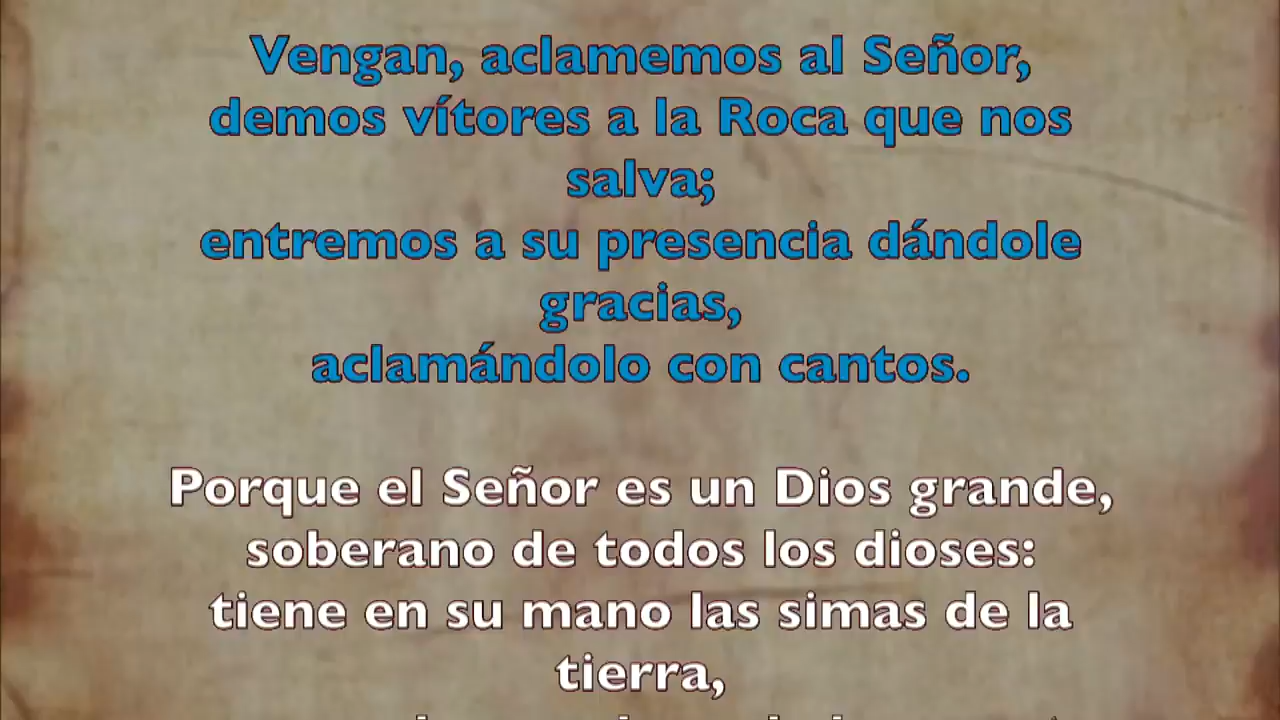 Vengan, aclamemos al Señor,
demos vítores a la Roca que nos
salva;
entremos a su presencia dándole
gracias,
aclamándolo con cantos.
Porque el Señor es un Dios grande,
soberano de todos los dioses:
tiene en su mano las simas de la
tierra,